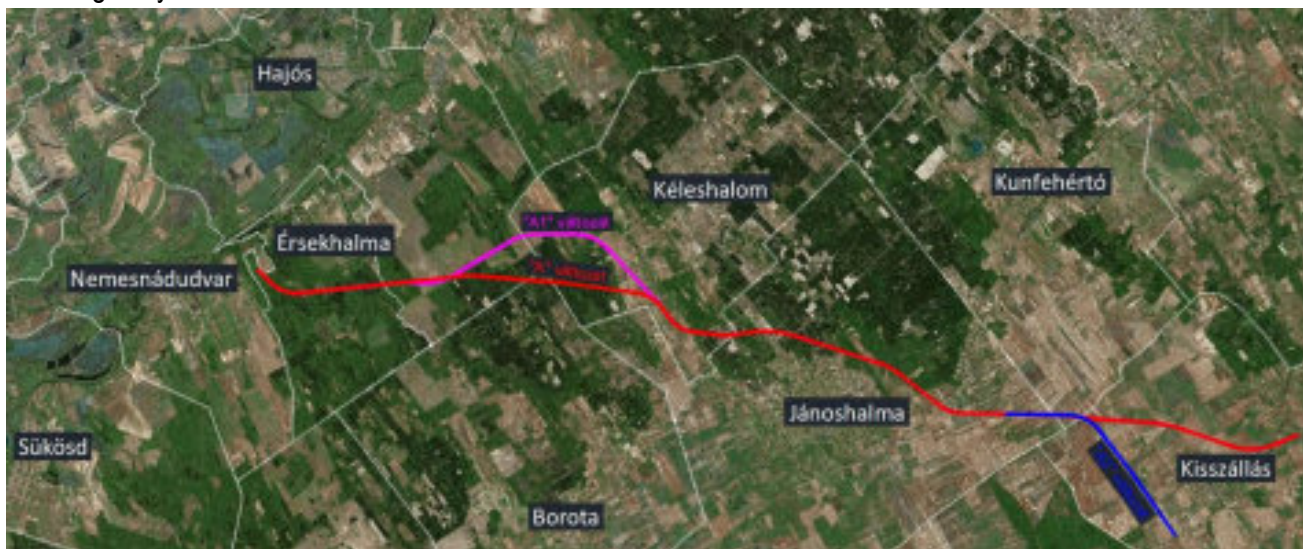 Hajós
Kéleshalom
Kunfehértó
"A1" változat
Érsekhalma
Nemesnádudvar
"A" változat
Jánoshalma
Sükösd
Kisszállás
Borota